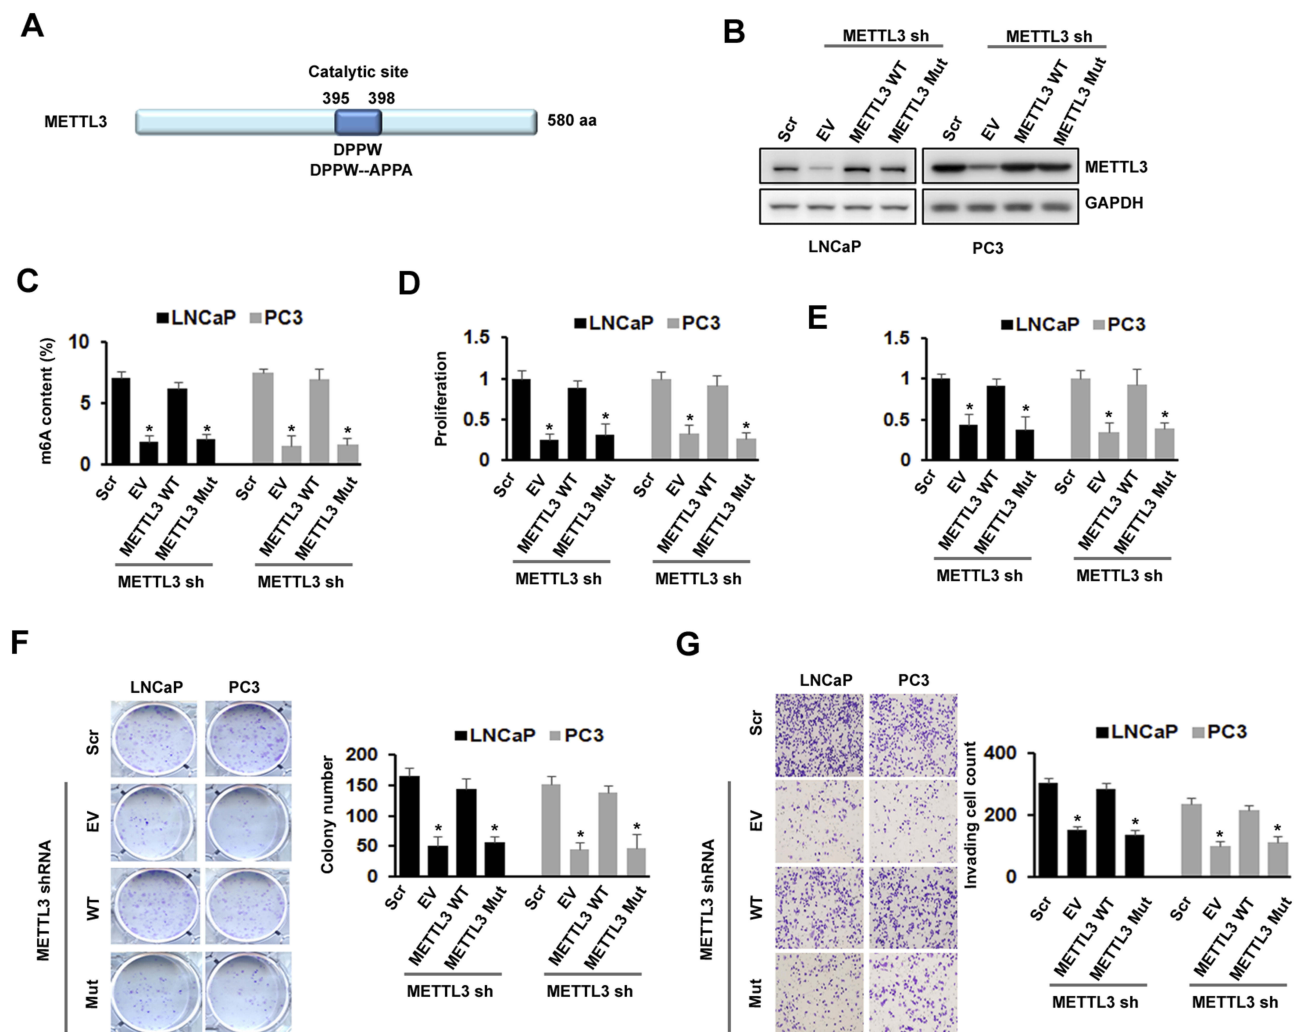 A
Catalytic site
395 398
METTL3
580 aa
DPPW
DPPW--APPA
B
METTL3 sh
METTL3 sh
Scr
EV
METTL3 WT
METTL3 Mut
Scr
EV
METTL3 WT
METTL3 Mut
METTL3
GAPDH
LNCaP
PC3
C
LNCaP PC3
m6A content (%)
10
5
0
* * * *
Scr
EV
METTL3 WT
METTL3 Mut
Scr
EV
METTL3 WT
METTL3 Mut
METTL3 sh
METTL3 sh
D
LNCaP PC3
Proliferation
1.5
1
0.5
0
* * * *
Scr
EV
METTL3 WT
METTL3 Mut
Scr
EV
METTL3 WT
METTL3 Mut
METTL3 sh
METTL3 sh
E
LNCaP PC3
1.5
1
0.5
0
* * * *
Scr
EV
METTL3 WT
METTL3 Mut
Scr
EV
METTL3 WT
METTL3 Mut
METTL3 sh
METTL3 sh
F
LNCaP PC3
Scr
EV
WT
Mut
METTL3 shRNA
LNCaP PC3
Colony number
200
150
100
50
0
* * * *
Scr
EV
METTL3 WT
METTL3 Mut
Scr
EV
METTL3 WT
METTL3 Mut
METTL3 sh
METTL3 sh
G
LNCaP PC3
Scr
EV
WT
Mut
METTL3 shRNA
LNCaP PC3
Invading cell count
400
200
0
* * * *
Scr
EV
METTL3 WT
METTL3 Mut
Scr
EV
METTL3 WT
METTL3 Mut
METTL3 sh
METTL3 sh